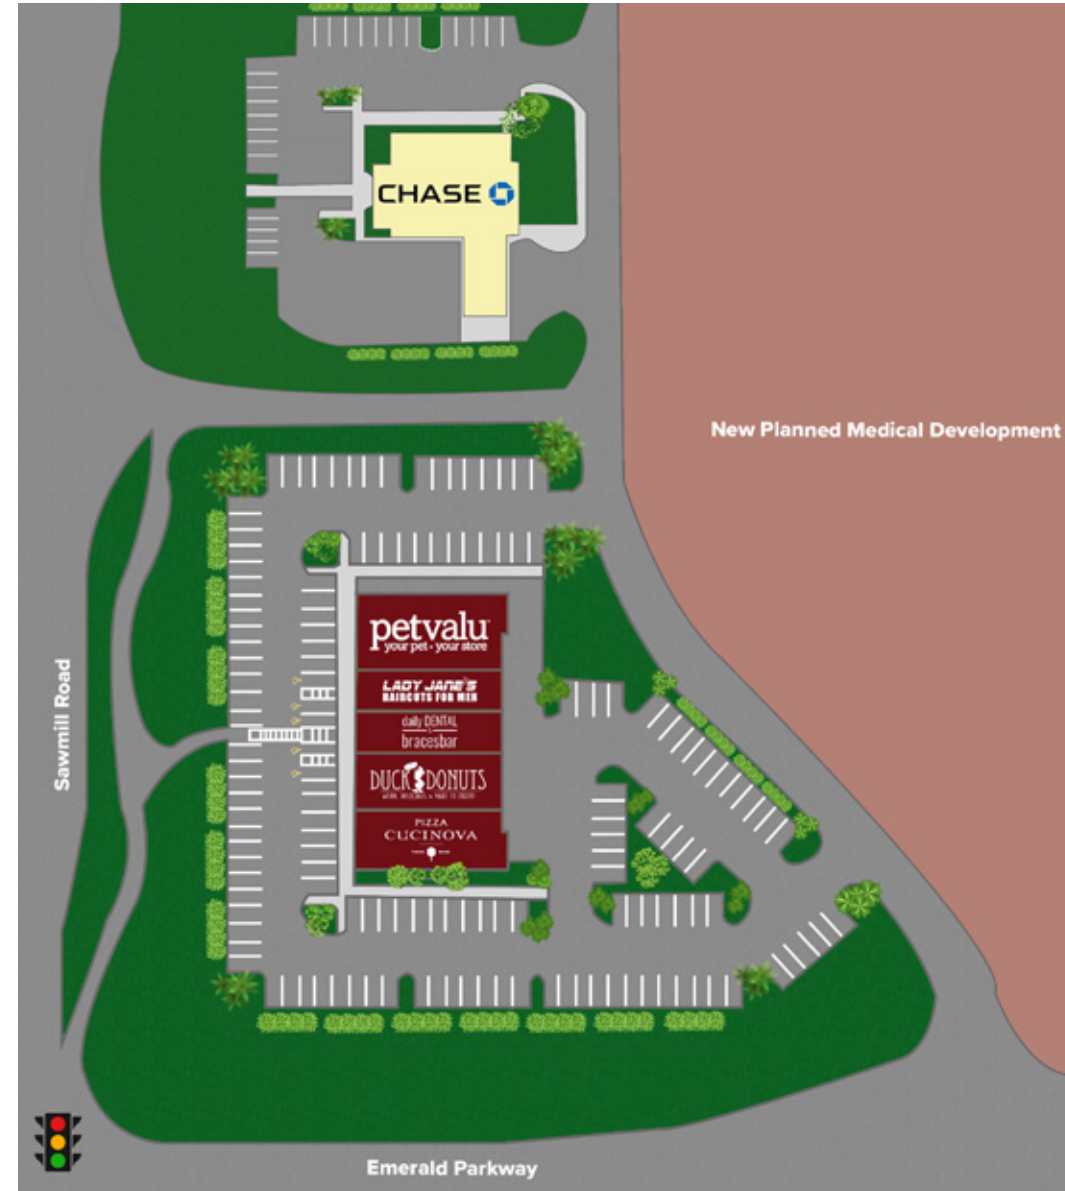 CHASE
New Planned Medical Development
petvalu
your pet - your store
LADY JANE'S
HAIRCUTS FOR MEN
daily DENTAL
bracesbar
DUCK DONUTS
PIZZA
CUCINOVA
Sawmill Road
Emerald Parkway